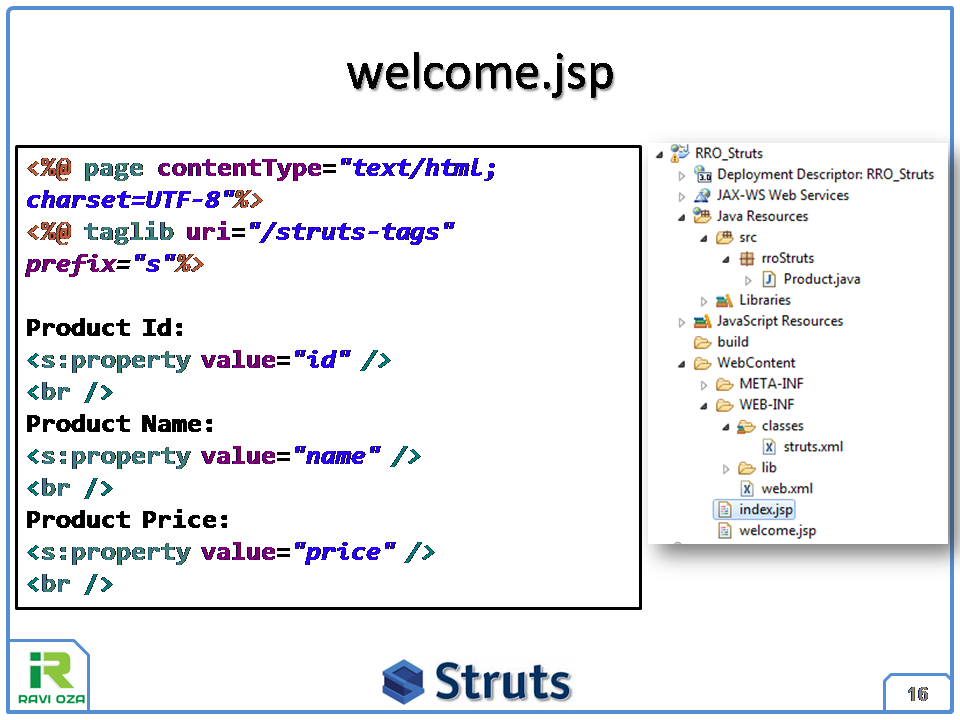 welcome.jsp
<%@ page contentType="text/html;
charset=UTF-8"%>
<%@ taglib uri="/struts-tags"
prefix="s"%>
Product Id:
<s:property value="id" />
<br />
Product Name:
<s:property value="name" />
<br />
Product Price:
<s:property value="price" />
<br />
RRO_Struts
Deployment Descriptor: RRO_Struts
JAX-WS Web Services
Java Resources
src
rroStruts
Product.java
Libraries
JavaScript Resources
build
WebContent
META-INF
WEB-INF
classes
struts.xml
lib
web.xml
index.jsp
welcome.jsp
RAVI OZA
Struts
16